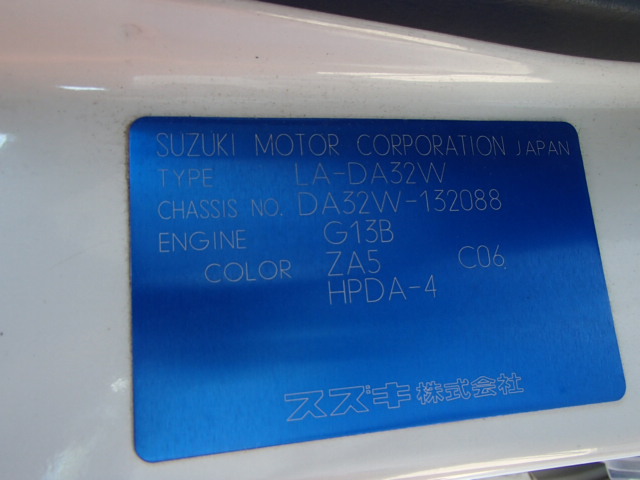 SUZUKI MOTOR CORPORATION JAPAN
TYPE LA-DA32W
CHASSIS NO. DA32W-132088
ENGINE G13B
COLOR ZA5 C06
HPDA-4
スズキ株式会社